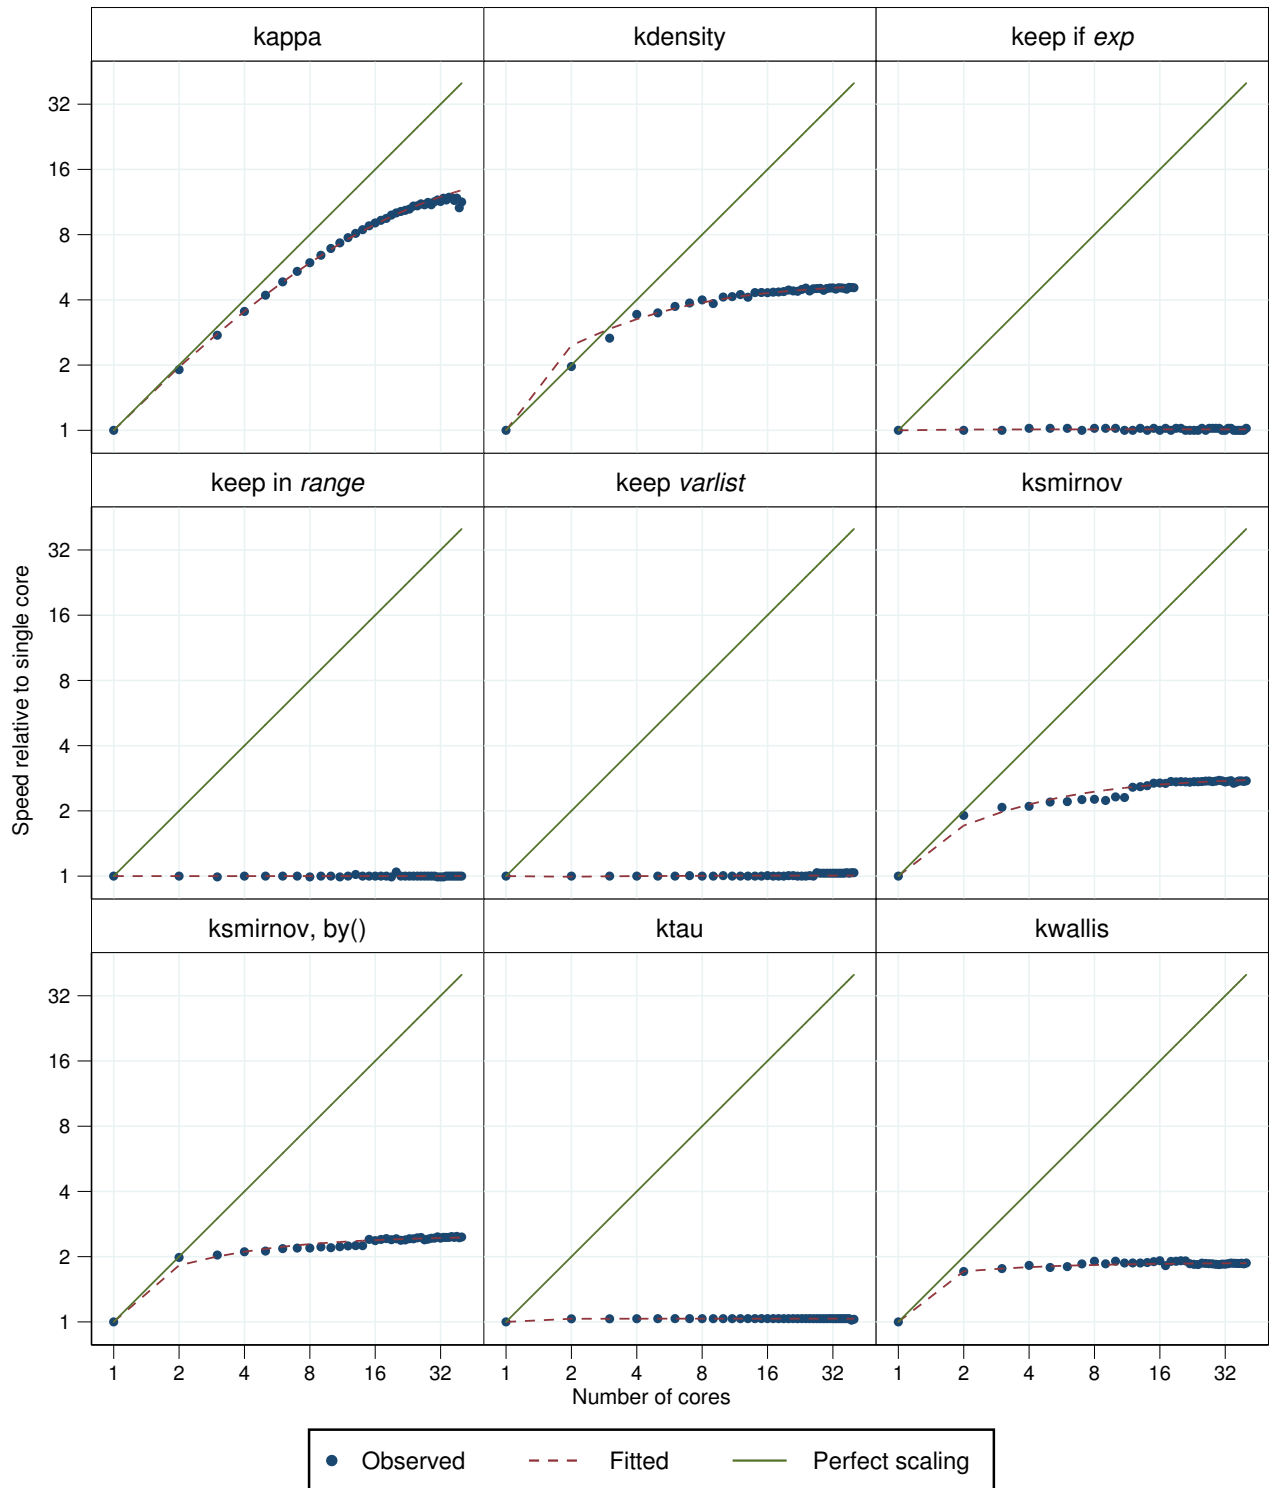 kappa
kdensity
keep if exp
32
16
8
4
2
1
keep in range
keep varlist
ksmirnov
32
16
8
4
2
1
Speed relative to single core
ksmirnov, by()
ktau
kwallis
32
16
8
4
2
1
1 2 4 8 16 32
1 2 4 8 16 32
1 2 4 8 16 32
Number of cores
Observed Fitted Perfect scaling